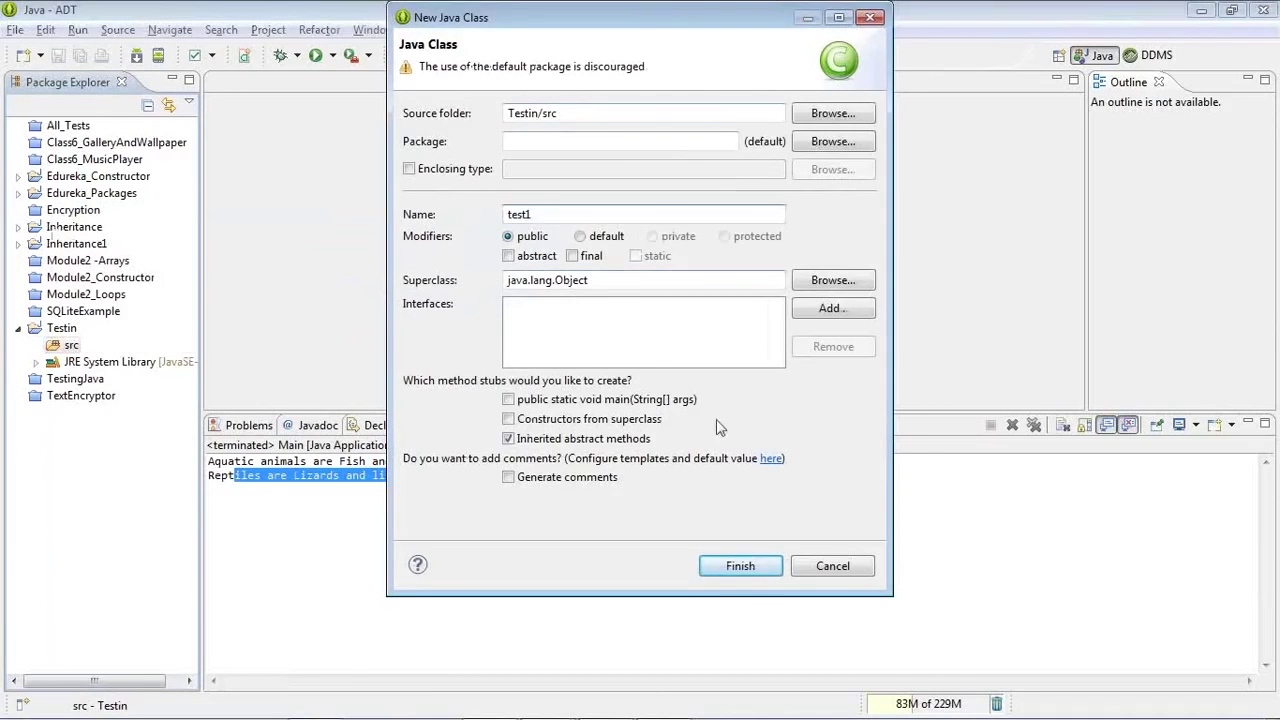 Java - ADT
File Edit Run Source Navigate Search Project Refactor Window
Java DDMS
Package Explorer
All_Tests
Class6_GalleryAndWallpaper
Class6_MusicPlayer
Edureka_Constructor
Edureka_Packages
Encryption
Inheritance
Inheritance1
Module2 -Arrays
Module2_Constructor
Module2_Loops
SQLiteExample
Testin
src
JRE System Library [JavaSE-
TestingJava
TextEncryptor
src - Testin
New Java Class
Java Class
The use of the default package is discouraged.
Source folder: Testin/src Browse...
Package: (default) Browse...
Enclosing type: Browse...
Name: test1
Modifiers: public default private protected
abstract final static
Superclass: java.lang.Object Browse...
Interfaces: Add...
Remove
Which method stubs would you like to create?
public static void main(String[] args)
Constructors from superclass
Inherited abstract methods
Do you want to add comments? (Configure templates and default value here)
Generate comments
? Finish Cancel
Outline
An outline is not available.
Problems @ Javadoc Decl
<terminated> Main [Java Applicatio
Aquatic animals are Fish an
Reptiles are Lizards and li
83M of 229M